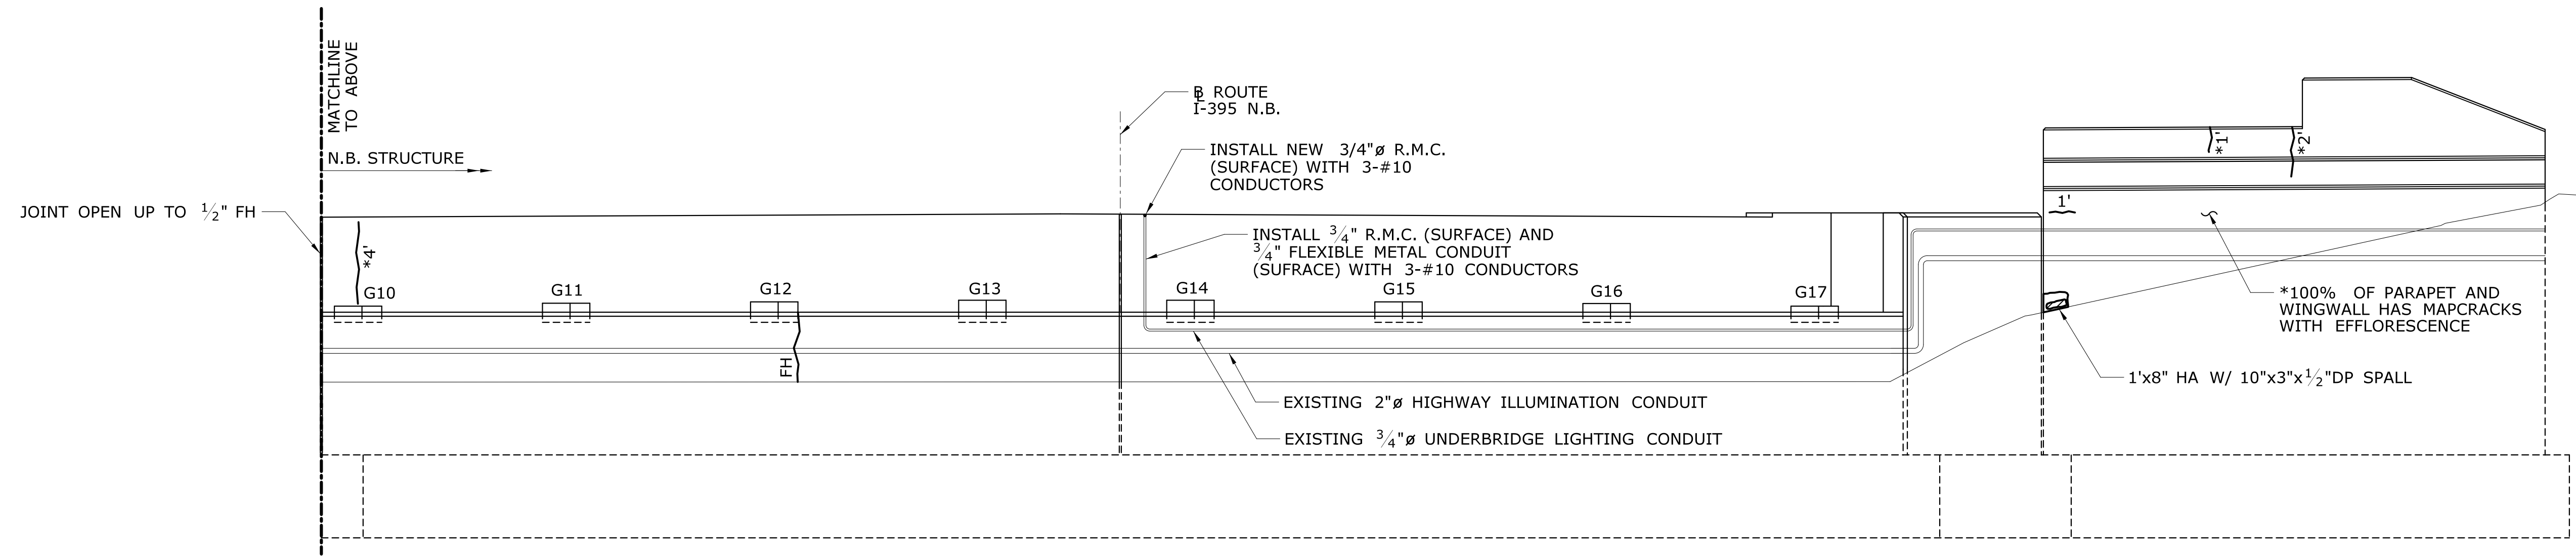 MATCHLINE
TO ABOVE
N.B. STRUCTURE
JOINT OPEN UP TO 1/2" FH
*4'
G10
G11
G12
G13
G14
G15
G16
G17
FH
BL ROUTE
I-395 N.B.
INSTALL NEW 3/4"ø R.M.C.
(SURFACE) WITH 3-#10
CONDUCTORS
INSTALL 3/4" R.M.C. (SURFACE) AND
3/4" FLEXIBLE METAL CONDUIT
(SUFRACE) WITH 3-#10 CONDUCTORS
EXISTING 2"ø HIGHWAY ILLUMINATION CONDUIT
EXISTING 3/4"ø UNDERBRIDGE LIGHTING CONDUIT
*1'
*2'
1'
*100% OF PARAPET AND
WINGWALL HAS MAPCRACKS
WITH EFFLORESCENCE
1'x8" HA W/ 10"x3"x1/2"DP SPALL